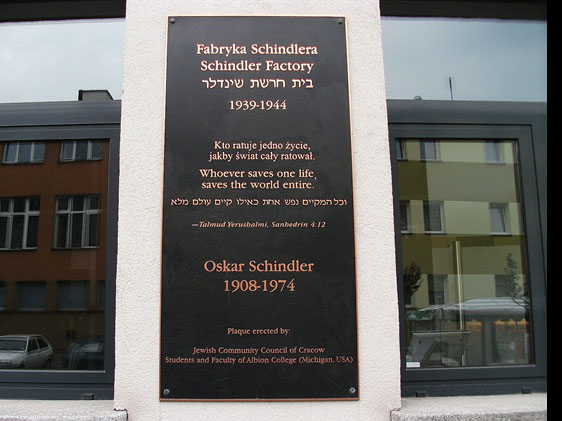 Fabryka Schindlera
Schindler Factory
בית חרשת שינדלר
1939-1944
Kto ratuje jedno życie,
jakby świat cały ratował.
Whoever saves one life,
saves the world entire.
וכל המקיים נפש אחת כאילו קיים עולם מלא
—Talmud Yerushalmi, Sanhedrin 4:12
Oskar Schindler
1908-1974
Plaque erected by:
Jewish Community Council of Cracow
Students and Faculty of Albion College (Michigan, USA)